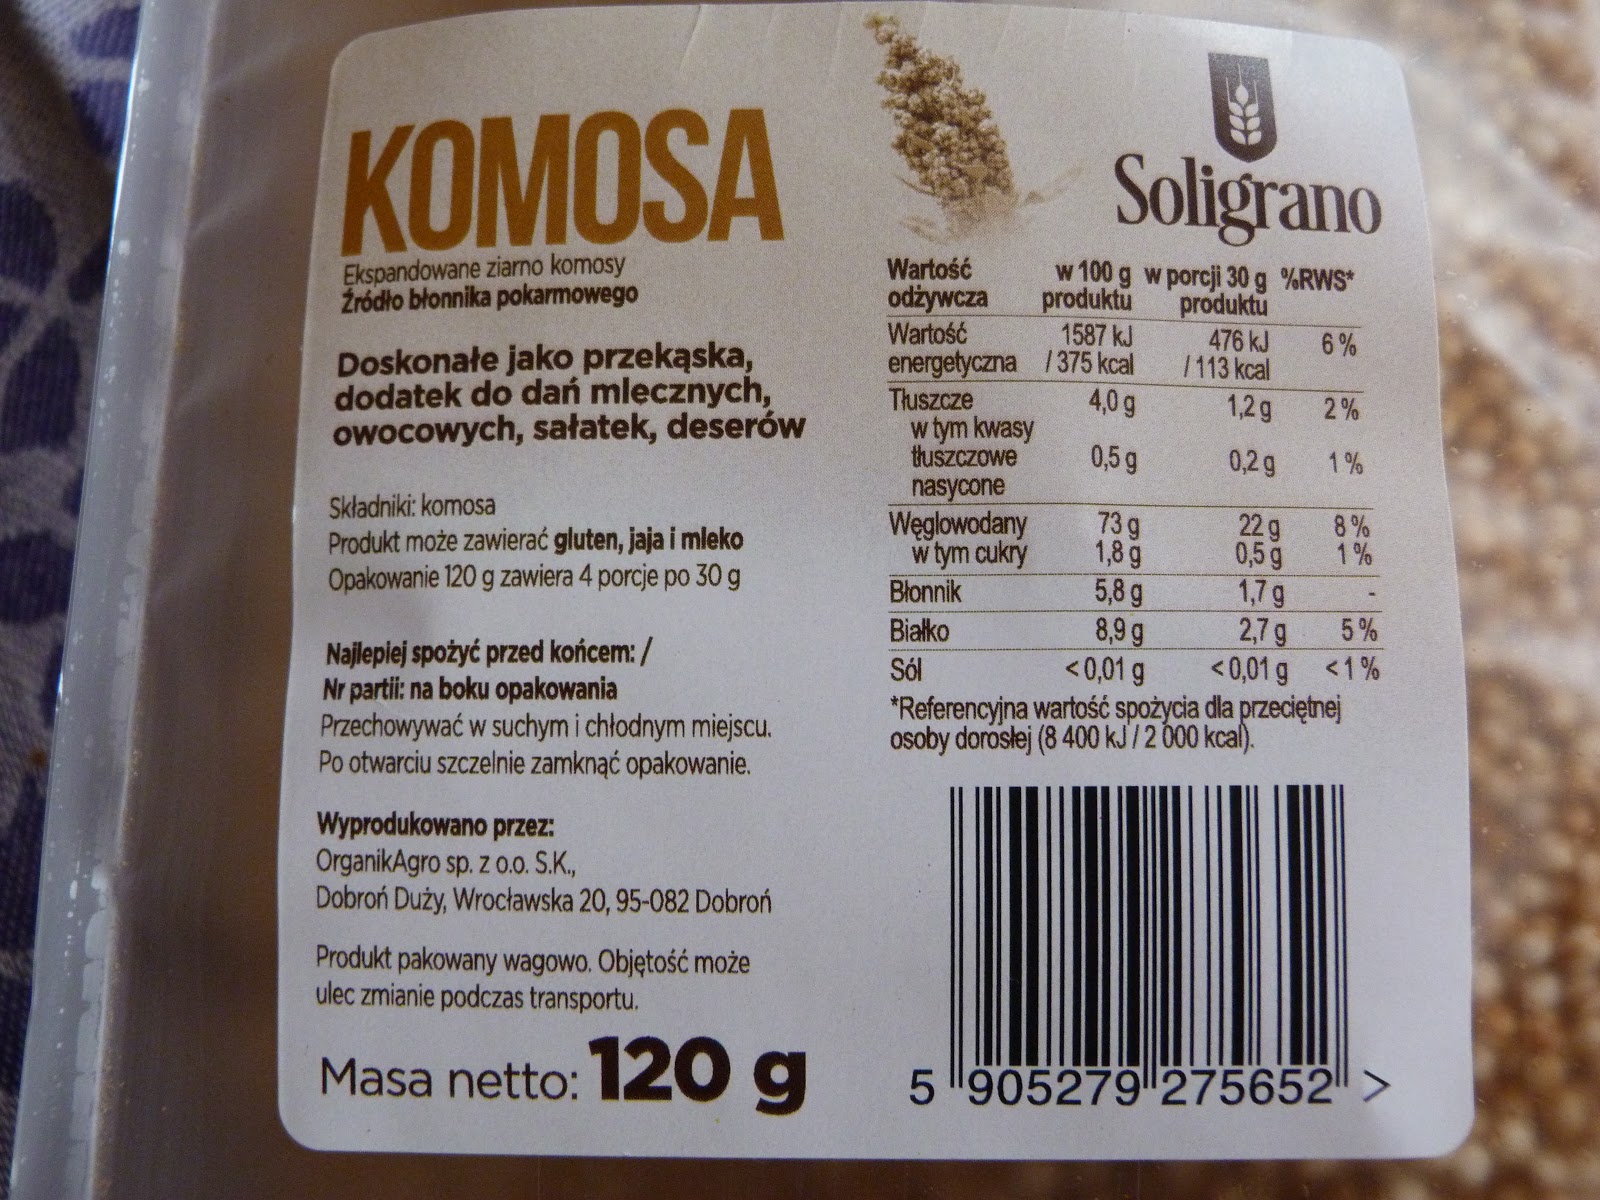 KOMOSA
Ekspandowane ziarno komosy
Źródło błonnika pokarmowego
Doskonałe jako przekąska,
dodatek do dań mlecznych,
owocowych, sałatek, deserów
Składniki: komosa
Produkt może zawierać gluten, jaja i mleko
Opakowanie 120 g zawiera 4 porcje po 30 g
Najlepiej spożyć przed końcem: /
Nr partii: na boku opakowania
Przechowywać w suchym i chłodnym miejscu.
Po otwarciu szczelnie zamknąć opakowanie.
Wyprodukowano przez:
OrganikAgro sp. z o.o. S.K.,
Dobroń Duży, Wrocławska 20, 95-082 Dobroń
Produkt pakowany wagowo. Objętość może
ulec zmianie podczas transportu.
Masa netto: 120 g
Soligrano
Wartość w 100 g w porcji 30 g %RWS*
odżywcza produktu produktu
Wartość 1587 kJ 476 kJ 6 %
energetyczna / 375 kcal / 113 kcal
Tłuszcze 4,0 g 1,2 g 2 %
w tym kwasy
tłuszczowe 0,5 g 0,2 g 1 %
nasycone
Węglowodany 73 g 22 g 8 %
w tym cukry 1,8 g 0,5 g 1 %
Błonnik 5,8 g 1,7 g -
Białko 8,9 g 2,7 g 5 %
Sól <0,01 g <0,01 g <1 %
*Referencyjna wartość spożycia dla przeciętnej
osoby dorosłej (8 400 kJ / 2 000 kcal).
5 905279 275652 >